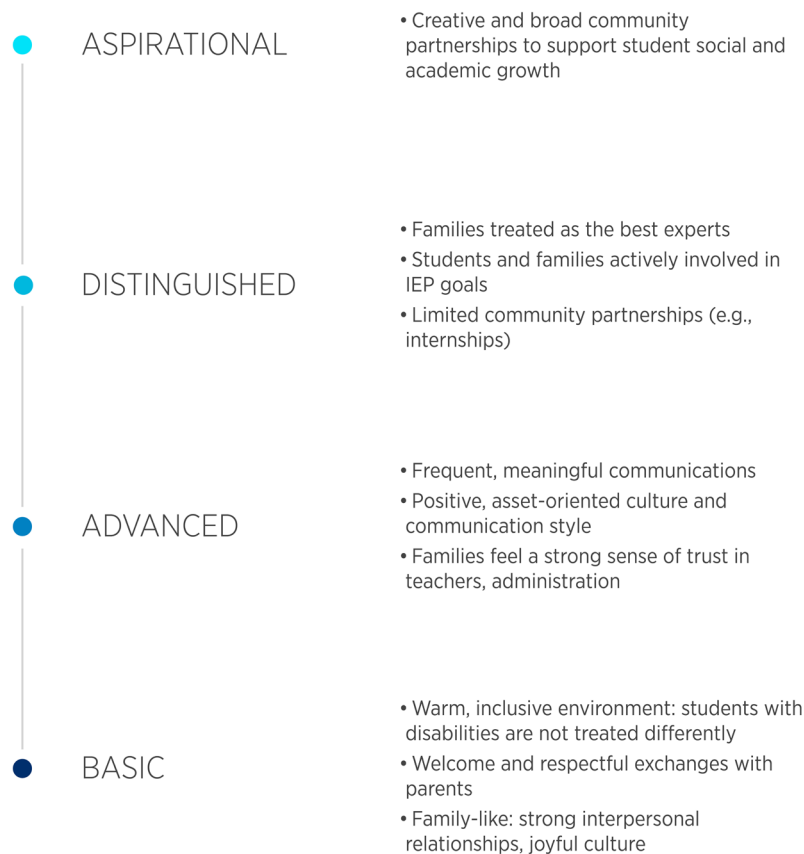 ASPIRATIONAL
• Creative and broad community
partnerships to support student social and
academic growth
DISTINGUISHED
• Families treated as the best experts
• Students and families actively involved in
IEP goals
• Limited community partnerships (e.g.,
internships)
ADVANCED
• Frequent, meaningful communications
• Positive, asset-oriented culture and
communication style
• Families feel a strong sense of trust in
teachers, administration
BASIC
• Warm, inclusive environment: students with
disabilities are not treated differently
• Welcome and respectful exchanges with
parents
• Family-like: strong interpersonal
relationships, joyful culture